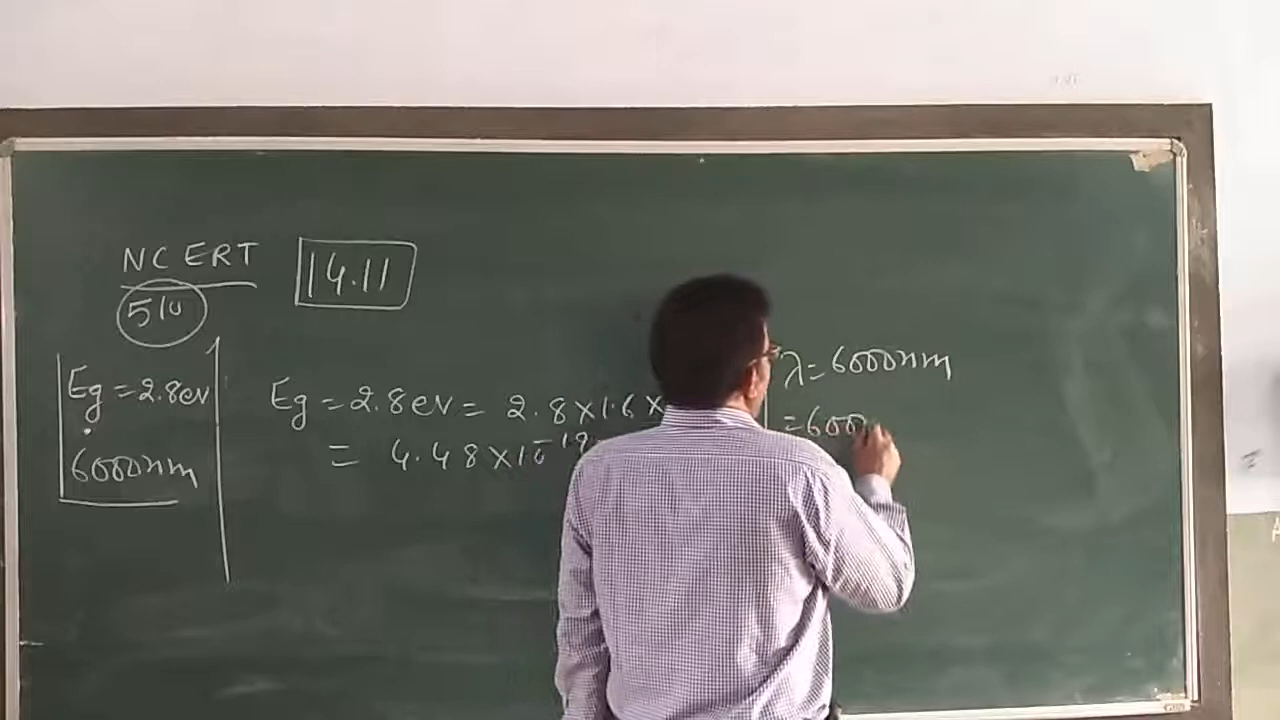 NCERT 14.11
510
Eg = 2.8ev
6000nm
Eg = 2.8ev = 2.8×1.6×
= 4.48×10⁻¹⁹
λ = 6000nm
= 600